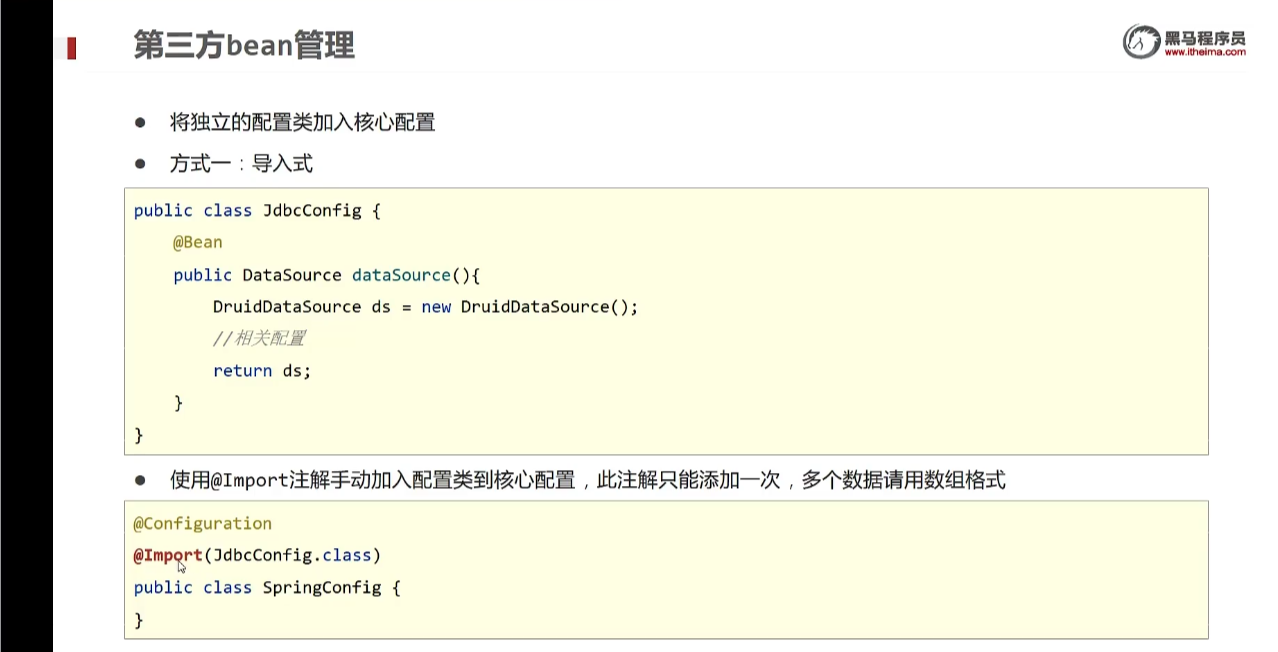 第三方bean管理
黑马程序员
www.itheima.com
● 将独立的配置类加入核心配置
● 方式一：导入式
public class JdbcConfig {
    @Bean
    public DataSource dataSource(){
        DruidDataSource ds = new DruidDataSource();
        //相关配置
        return ds;
    }
}
● 使用@Import注解手动加入配置类到核心配置，此注解只能添加一次，多个数据请用数组格式
@Configuration
@Import(JdbcConfig.class)
public class SpringConfig {
}